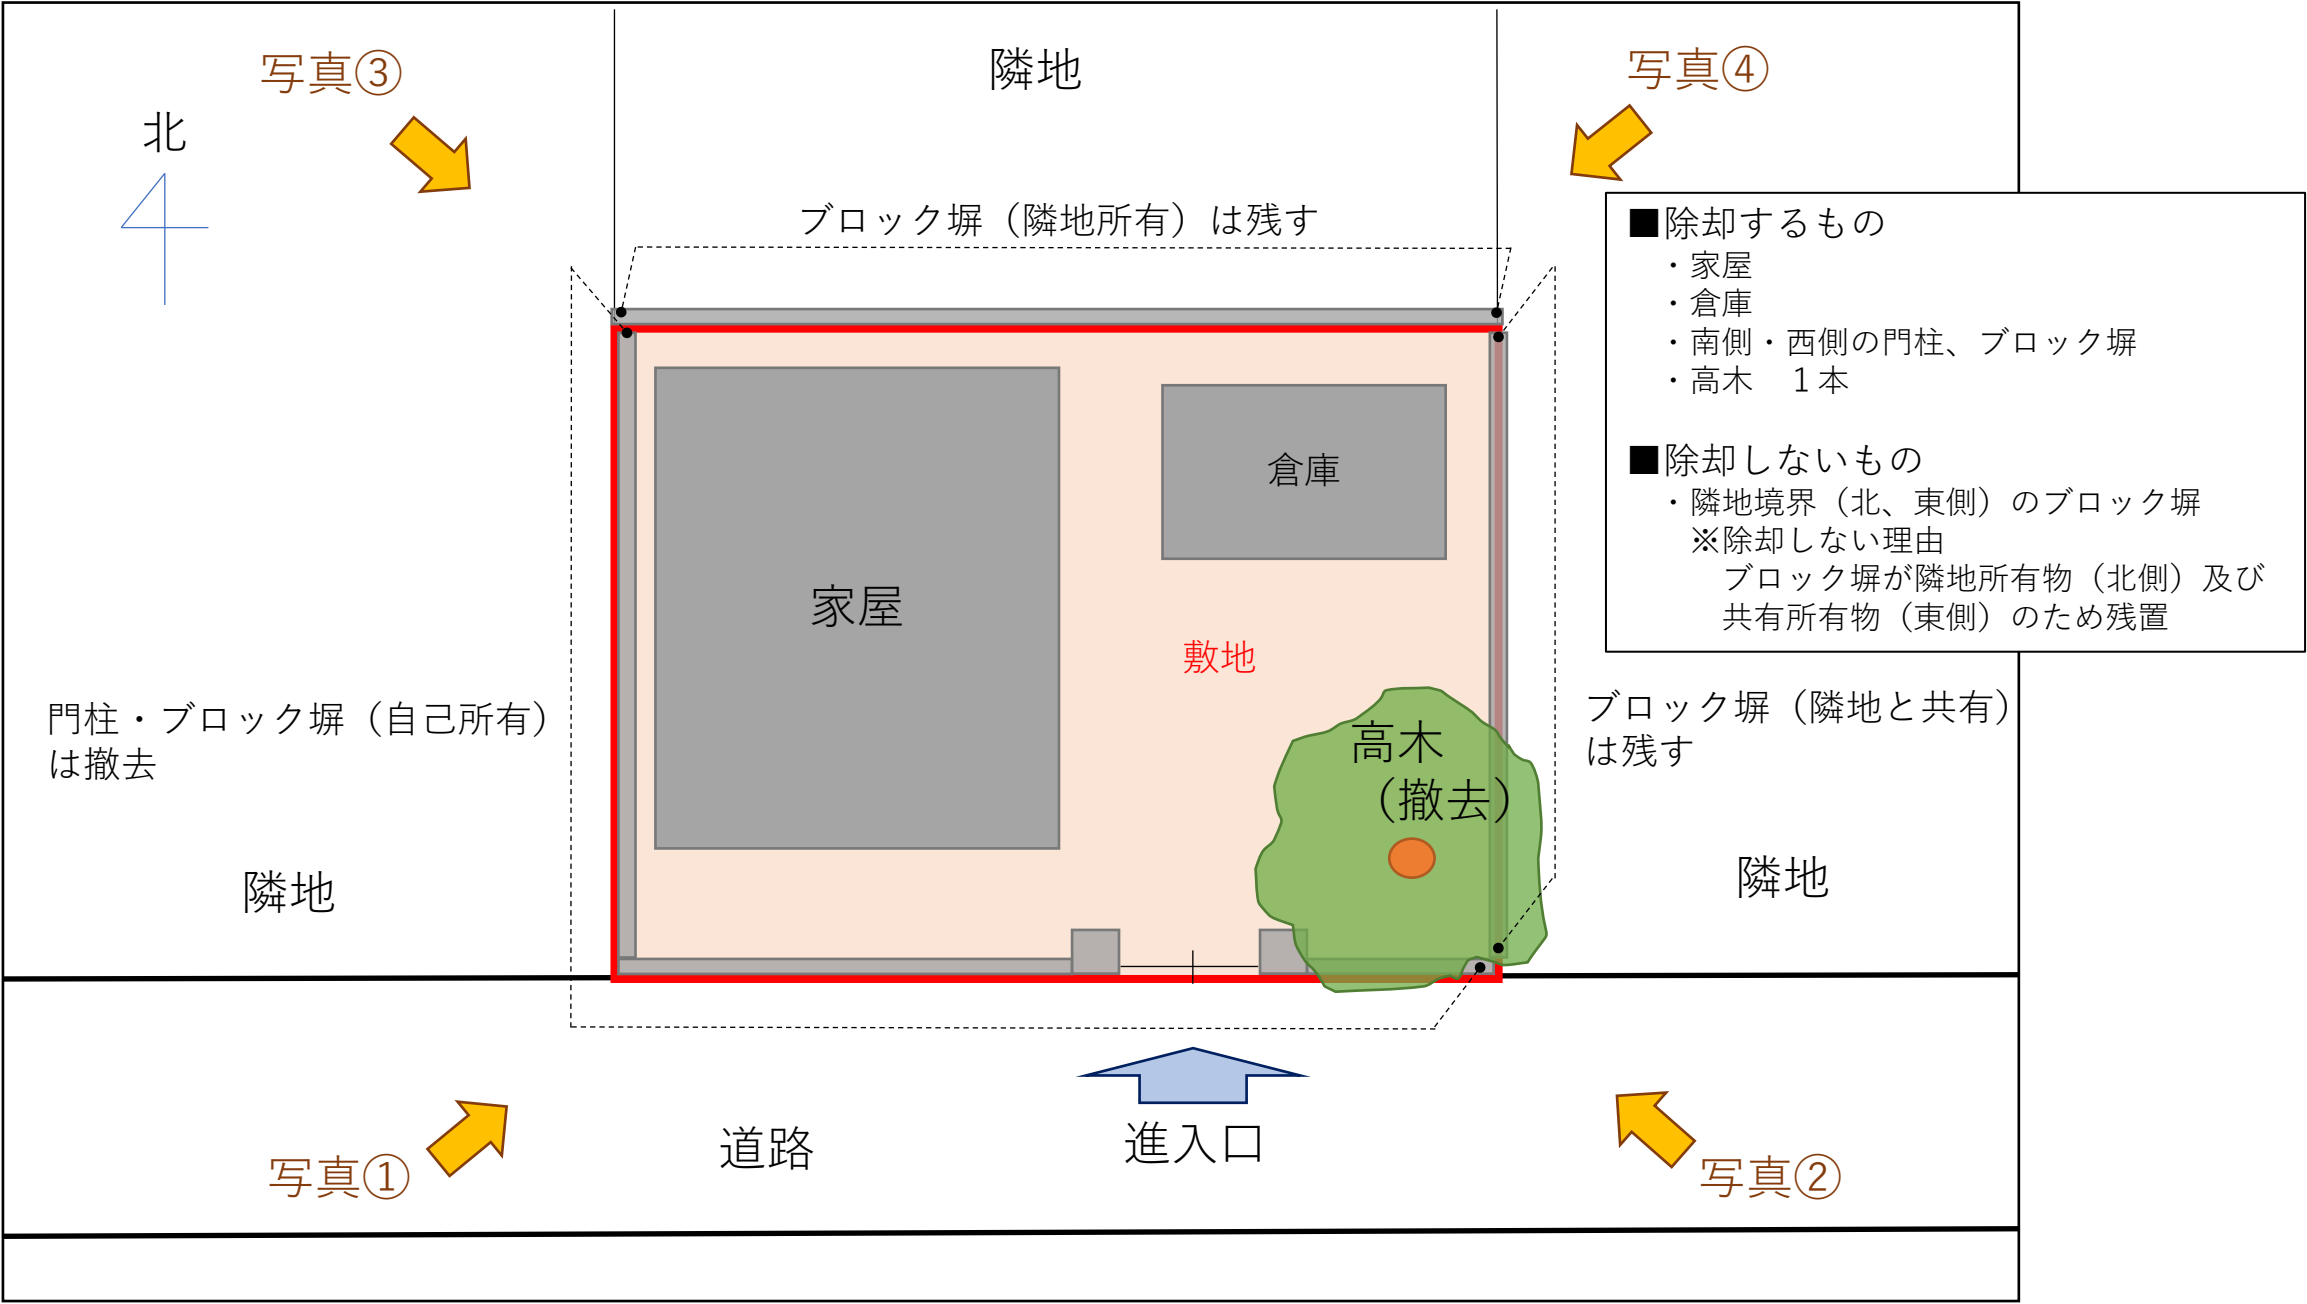 写真③
隣地
写真④
北
ブロック塀（隣地所有）は残す
■除却するもの
・家屋
・倉庫
・南側・西側の門柱、ブロック塀
・高木　１本
■除却しないもの
・隣地境界（北、東側）のブロック塀
※除却しない理由
ブロック塀が隣地所有物（北側）及び
共有所有物（東側）のため残置
倉庫
家屋
敷地
門柱・ブロック塀（自己所有）
は撤去
高木
（撤去）
ブロック塀（隣地と共有）
は残す
隣地
隣地
道路
進入口
写真①
写真②